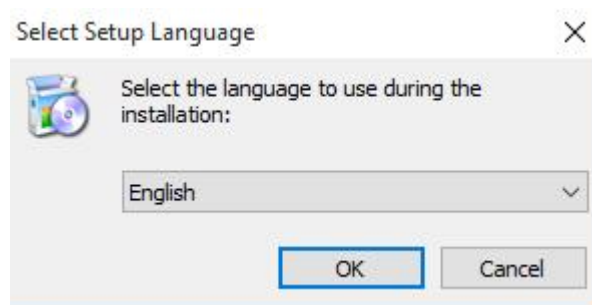 Select Setup Language
Select the language to use during the
installation:
English
OK
Cancel